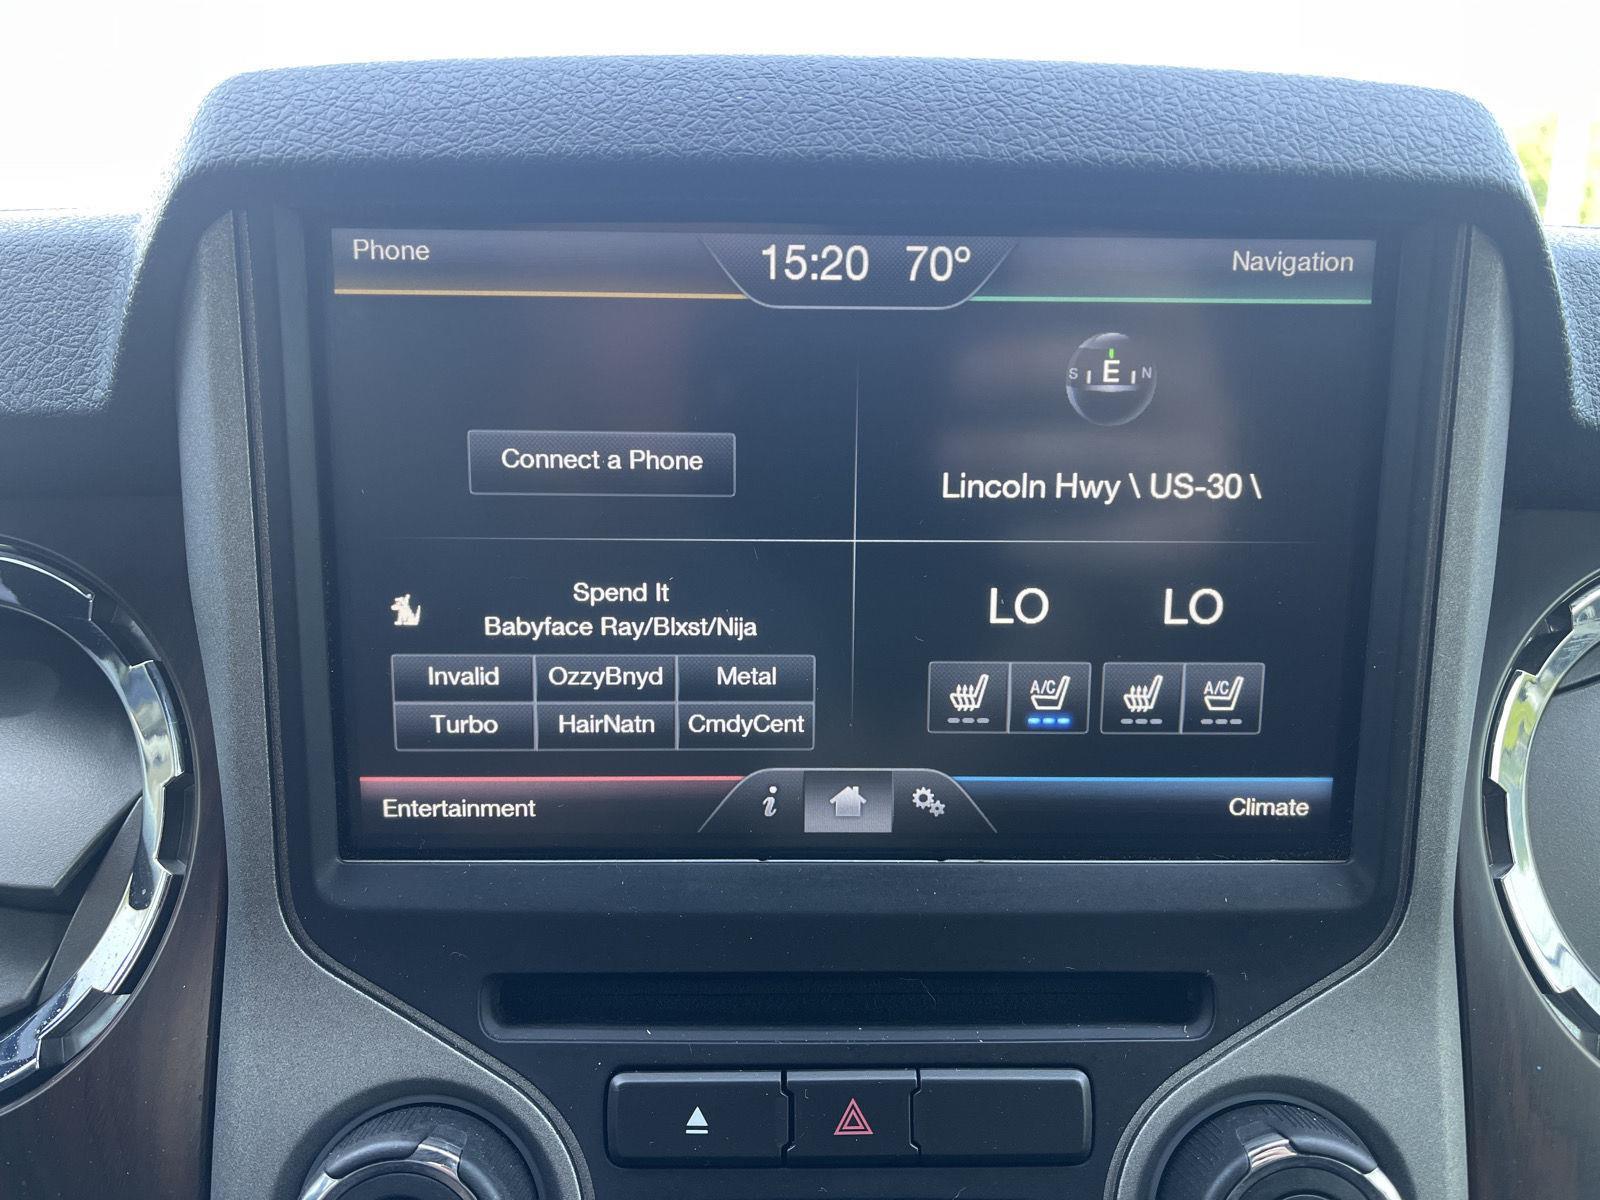 Phone
15:20 70°
Navigation
S E N
Connect a Phone
Lincoln Hwy \ US-30 \
Spend It
Babyface Ray/Blxst/Nija
LO LO
Invalid OzzyBnyd Metal
Turbo HairNatn CmdyCent
A/C A/C
Entertainment
i
Climate